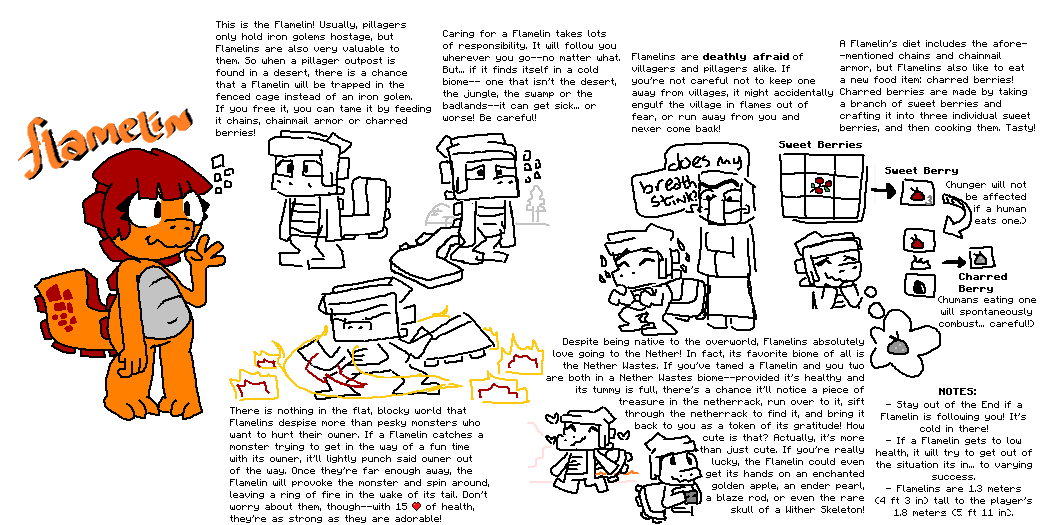 flamelin
This is the Flamelin! Usually, pillagers
only hold iron golems hostage, but
Flamelins are also very valuable to
them. So when a pillager outpost is
found in a desert, there is a chance
that a Flamelin will be trapped in the
fenced cage instead of an iron golem.
If you free it, you can tame it by feeding
it chains, chainmail armor or charred
berries!
Caring for a Flamelin takes lots
of responsibility. It will follow you
wherever you go--no matter what.
But... if it finds itself in a cold
biome-- one that isn't the desert,
the jungle, the swamp or the
badlands--it can get sick... or
worse! Be careful!
Flamelins are deathly afraid of
villagers and pillagers alike. If
you're not careful not to keep one
away from villages, it might accidentally
engulf the village in flames out of
fear, or run away from you and
never come back!
A Flamelin's diet includes the afore-
-mentioned chains and chainmail
armor, but Flamelins also like to eat
a new food item: charred berries!
Charred berries are made by taking
a branch of sweet berries and
crafting it into three individual sweet
berries, and then cooking them. Tasty!
does my
breath
stink?
Sweet Berries
Sweet Berry
3
(hunger will not
be affected
if a human
eats one.)
Charred
Berry
(humans eating one
will spontaneously
combust... careful!)
There is nothing in the flat, blocky world that
Flamelins despise more than pesky monsters who
want to hurt their owner. If a Flamelin catches a
monster trying to get in the way of a fun time
with its owner, it'll lightly punch said owner out
of the way. Once they're far enough away, the
Flamelin will provoke the monster and spin around,
leaving a ring of fire in the wake of its tail. Don't
worry about them, though--with 15 ❤ of health,
they're as strong as they are adorable!
Despite being native to the overworld, Flamelins absolutely
love going to the Nether! In fact, its favorite biome of all is
the Nether Wastes. If you've tamed a Flamelin and you two
are both in a Nether Wastes biome--provided it's healthy and
its tummy is full, there's a chance it'll notice a piece of
treasure in the netherrack, run over to it, sift
through the netherrack to find it, and bring it
back to you as a token of its gratitude! How
cute is that? Actually, it's more
than just cute. If you're really
lucky, the Flamelin could even
get its hands on an enchanted
golden apple, an ender pearl,
a blaze rod, or even the rare
skull of a Wither Skeleton!
NOTES:
- Stay out of the End if a
Flamelin is following you! It's
cold in there!
- If a Flamelin gets to low
health, it will try to get out of
the situation its in... to varying
success.
- Flamelins are 1.3 meters
(4 ft 3 in) tall to the player's
1.8 meters (5 ft 11 in).